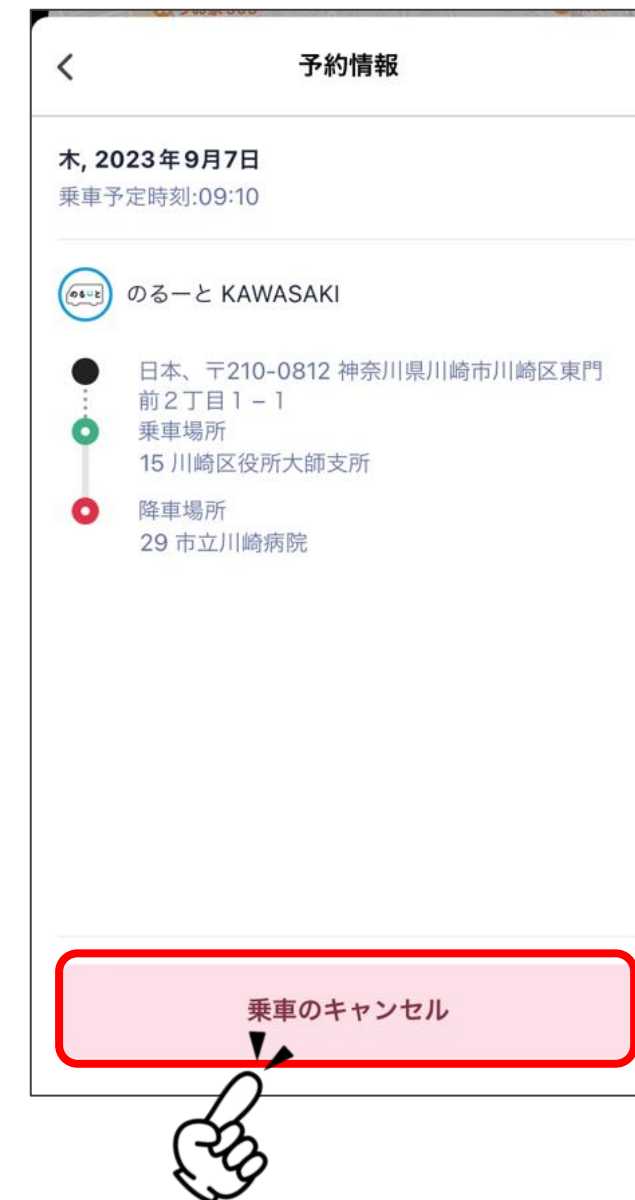 予約情報
木, 2023年9月7日
乗車予定時刻:09:10
のるーと
のるーと KAWASAKI
日本、〒210-0812 神奈川県川崎市川崎区東門
前２丁目１−１
乗車場所
15 川崎区役所大師支所
降車場所
29 市立川崎病院
乗車のキャンセル